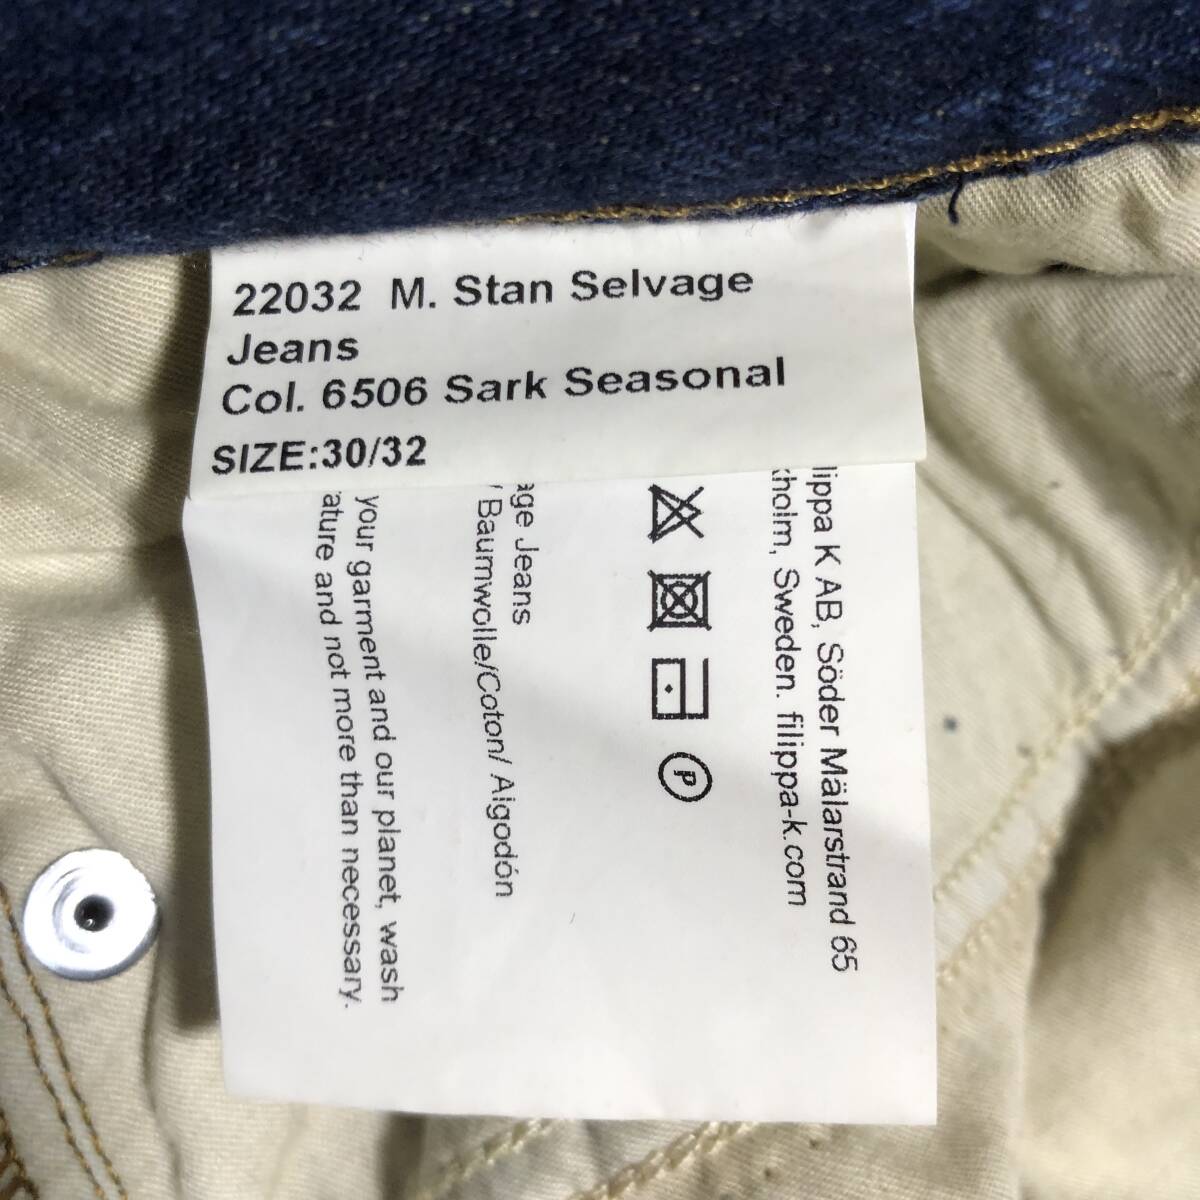 22032 M. Stan Selvage
Jeans
Col. 6506 Sark Seasonal
SIZE:30/32
lippa K AB, Söder Mälarstrand 65
kholm, Sweden. filippa-k.com
P
age Jeans
/ Baumwolle/Coton/ Algodón
your garment and our planet, wash
ature and not more than necessary.